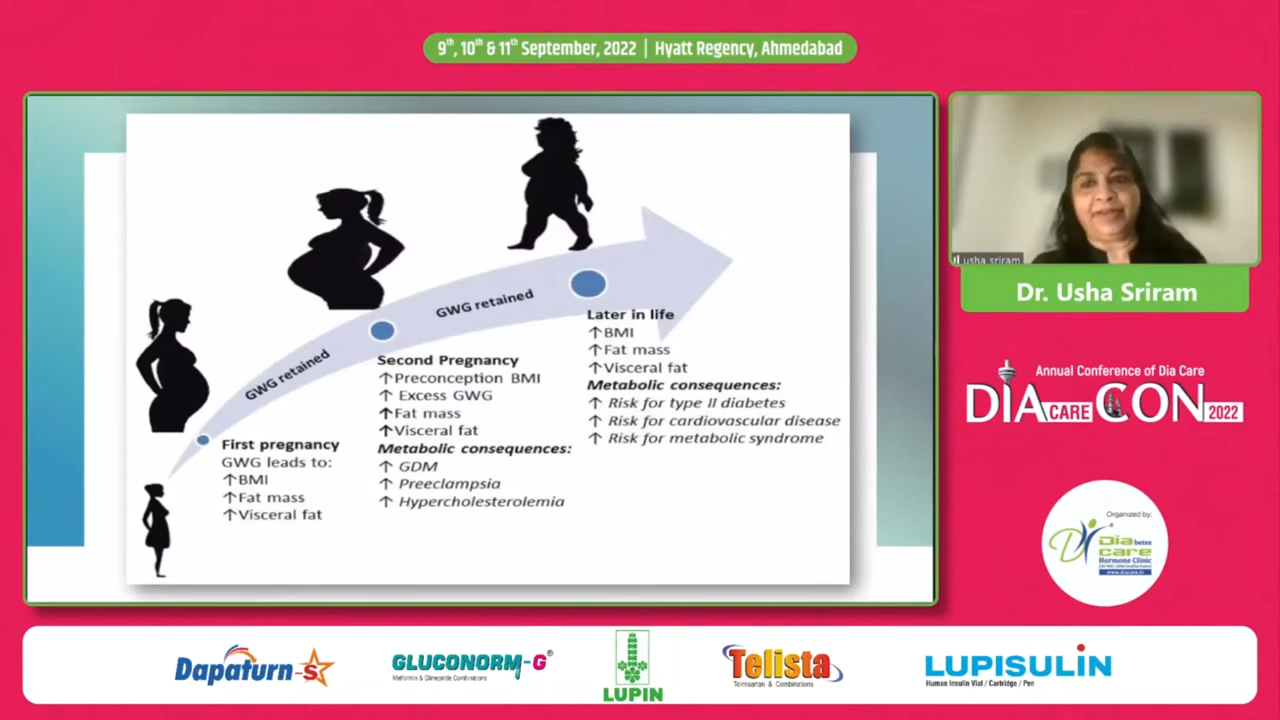 9th, 10th & 11th September, 2022 | Hyatt Regency, Ahmedabad
GWG retained
GWG retained
First pregnancy
GWG leads to:
↑BMI
↑Fat mass
↑Visceral fat
Second Pregnancy
↑Preconception BMI
↑ Excess GWG
↑Fat mass
↑Visceral fat
Metabolic consequences:
↑ GDM
↑ Preeclampsia
↑ Hypercholesterolemia
Later in life
↑BMI
↑Fat mass
↑Visceral fat
Metabolic consequences:
↑ Risk for type II diabetes
↑ Risk for cardiovascular disease
↑ Risk for metabolic syndrome
usha sriram
Dr. Usha Sriram
Annual Conference of Dia Care
DIA CARE CON 2022
Organized by:
Diabetes
care
Hormone Clinic
www.diacare.in
Dapaturn-S
GLUCONORM-G®
Metformin & Glimepiride Combinations
LUPIN
Telista
Telmisartan & Combinations
LUPISULIN
Human Insulin Vial / Cartridge / Pen